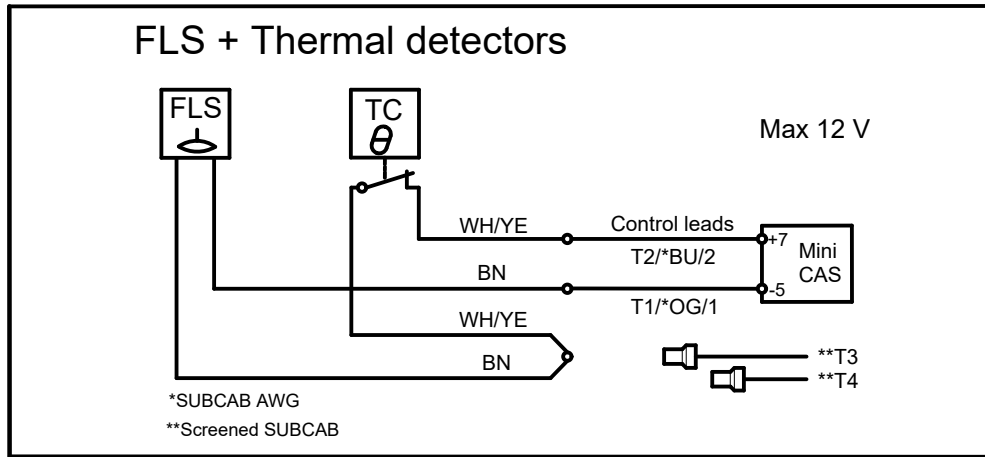 FLS + Thermal detectors
FLS
TC
Max 12 V
WH/YE
Control leads
+7
Mini
CAS
T2/*BU/2
BN
-5
T1/*OG/1
WH/YE
BN
**T3
**T4
*SUBCAB AWG
**Screened SUBCAB